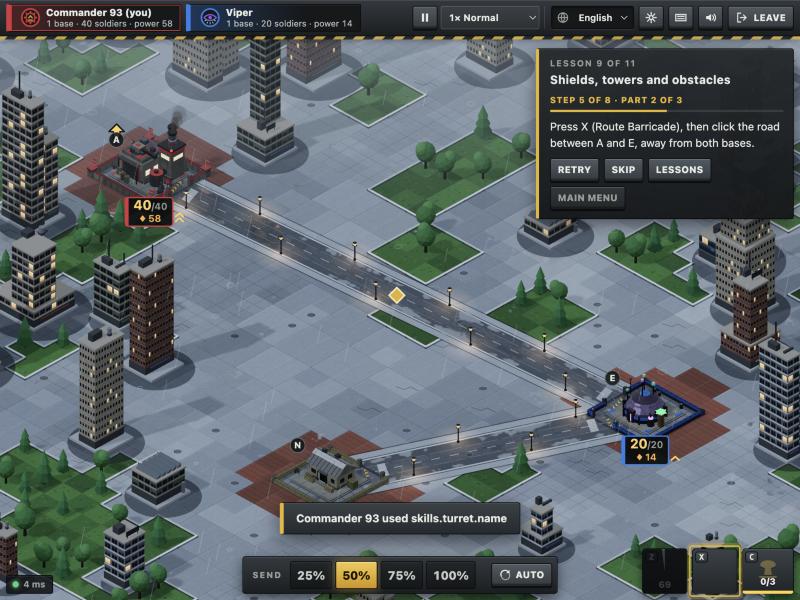 Commander 93 (you)
1 base · 40 soldiers · power 58
Viper
1 base · 20 soldiers · power 14
1× Normal
English
LEAVE
LESSON 9 OF 11
Shields, towers and obstacles
STEP 5 OF 8 · PART 2 OF 3
Press X (Route Barricade), then click the road
between A and E, away from both bases.
RETRY
SKIP
LESSONS
MAIN MENU
A
40/40
58
E
20/20
14
N
Commander 93 used skills.turret.name
SEND
25%
50%
75%
100%
AUTO
Z
69
X
C
0/3
4 ms